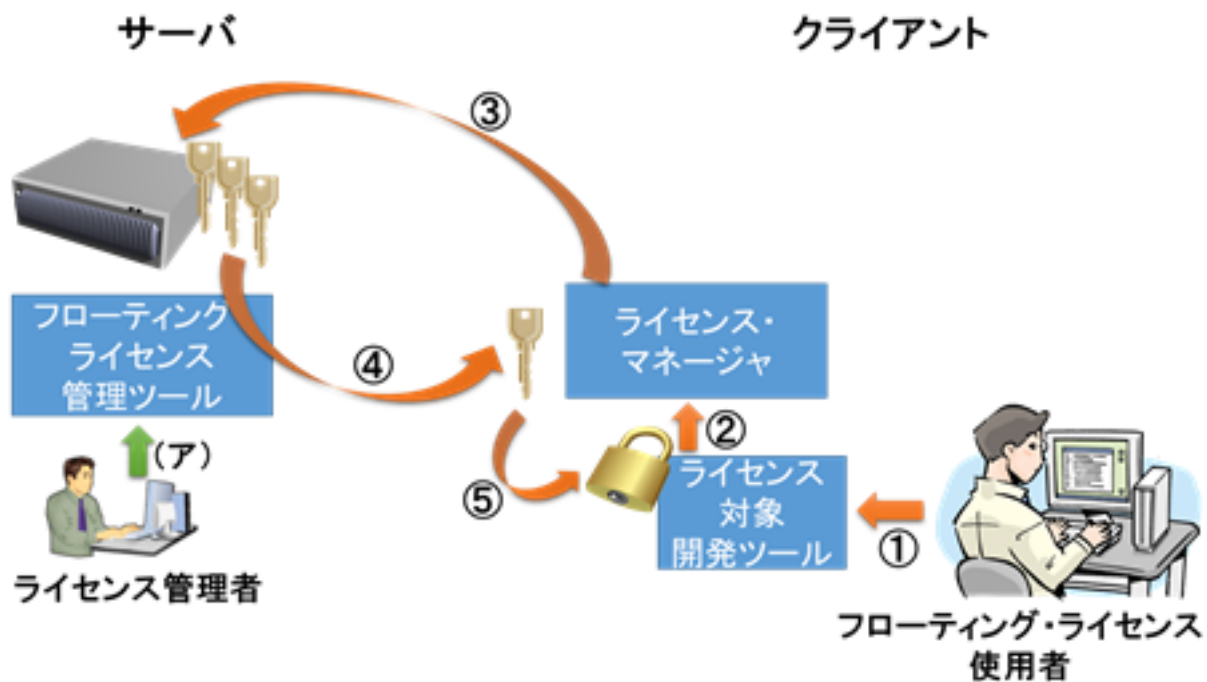 サーバ
クライアント
③
フローティング
ライセンス
管理ツール
④
ライセンス・
マネージャ
②
(ア)
⑤
ライセンス
対象
開発ツール
①
ライセンス管理者
フローティング・ライセンス
使用者